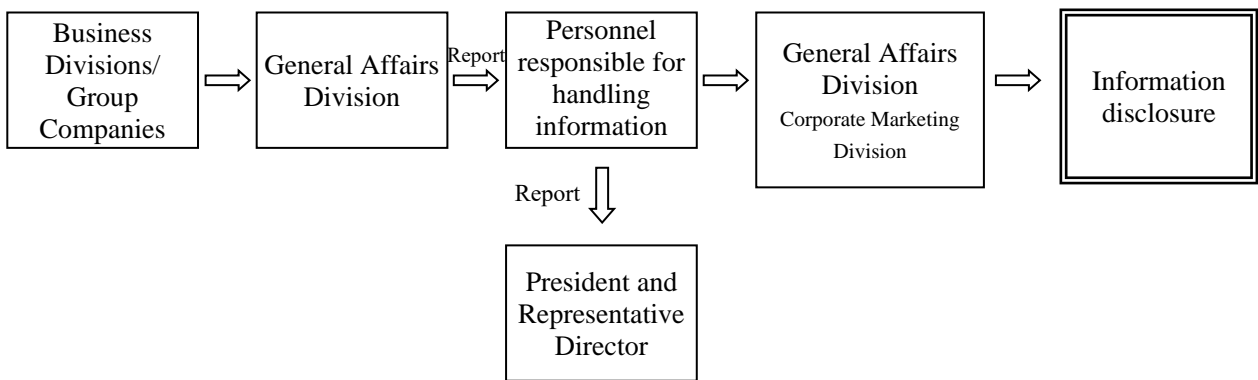 Business
Divisions/
Group
Companies
General Affairs
Division
Report
Personnel
responsible for
handling
information
General Affairs
Division
Corporate Marketing
Division
Information
disclosure
Report
President and
Representative
Director